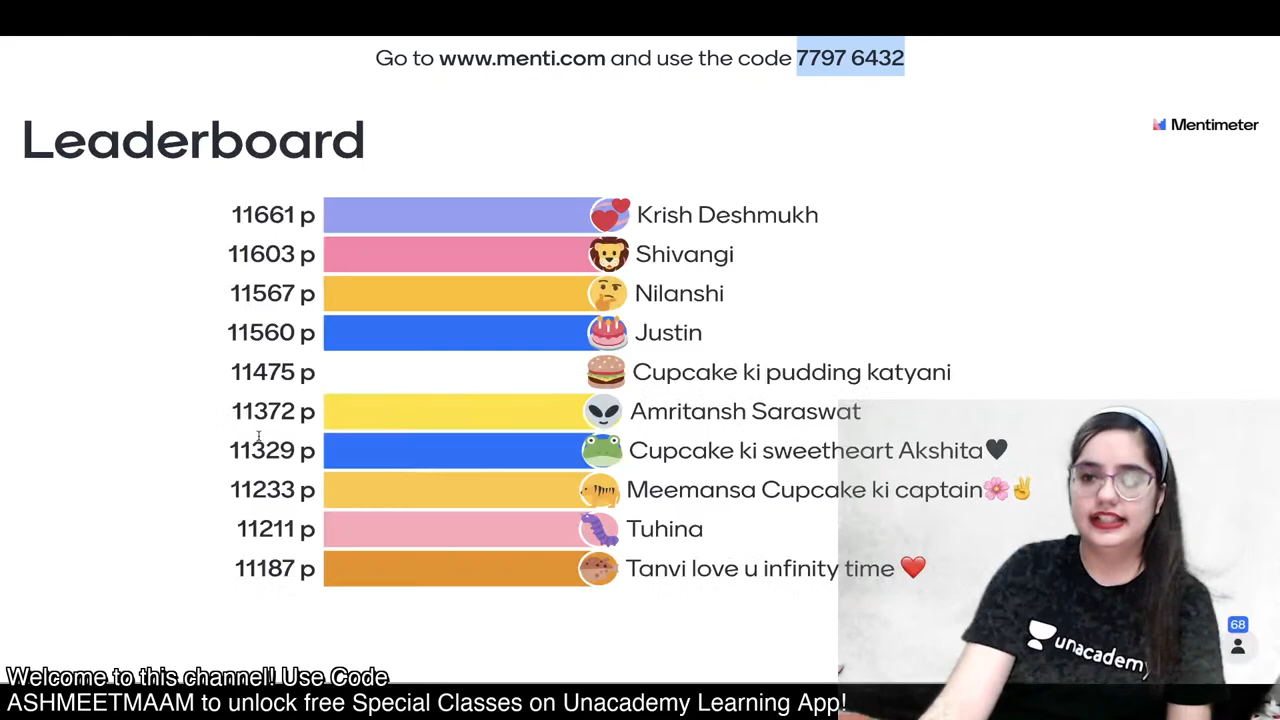 Go to www.menti.com and use the code 7797 6432
Leaderboard
Mentimeter
11661 p Krish Deshmukh
11603 p Shivangi
11567 p Nilanshi
11560 p Justin
11475 p Cupcake ki pudding katyani
11372 p Amritansh Saraswat
11329 p Cupcake ki sweetheart Akshita🖤
11233 p Meemansa Cupcake ki captain🌸✌
11211 p Tuhina
11187 p Tanvi love u infinity time ❤️
68
unacademy
Welcome to this channel! Use Code
ASHMEETMAAM to unlock free Special Classes on Unacademy Learning App!